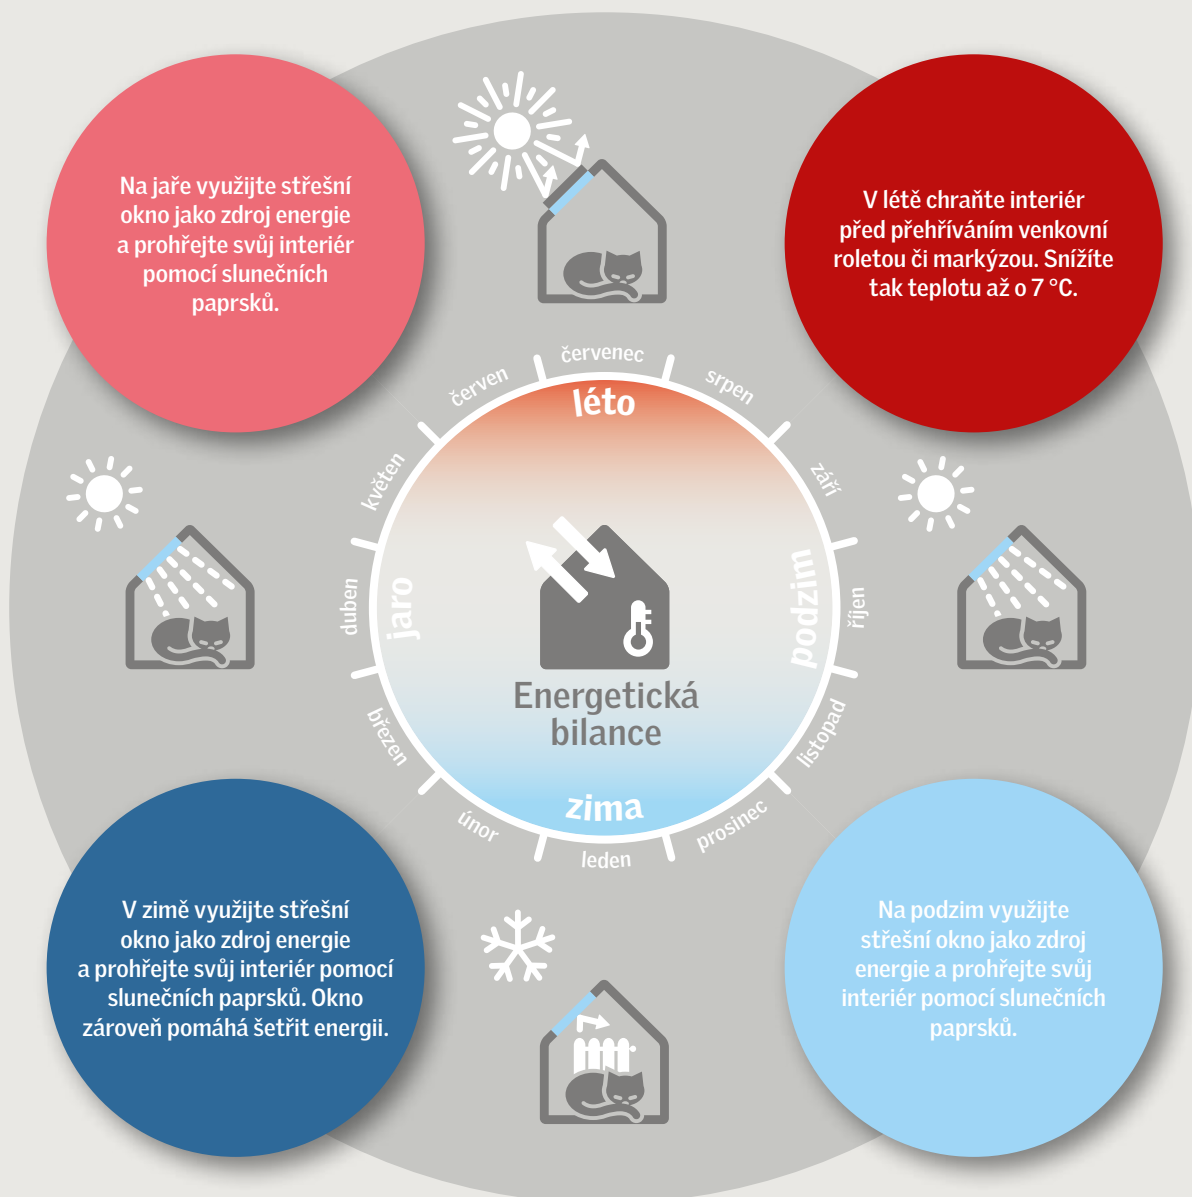 Na jaře využijte střešní
okno jako zdroj energie
a prohřejte svůj interiér
pomocí slunečních
paprsků.
V létě chraňte interiér
před přehříváním venkovní
roletou či markýzou. Snížíte
tak teplotu až o 7 °C.
červenec
červen
srpen
léto
květen
září
duben
jaro
podzim
říjen
Energetická
bilance
březen
listopad
zima
únor
prosinec
leden
V zimě využijte střešní
okno jako zdroj energie
a prohřejte svůj interiér pomocí
slunečních paprsků. Okno
zároveň pomáhá šetřit energii.
Na podzim využijte
střešní okno jako zdroj
energie a prohřejte svůj
interiér pomocí slunečních
paprsků.